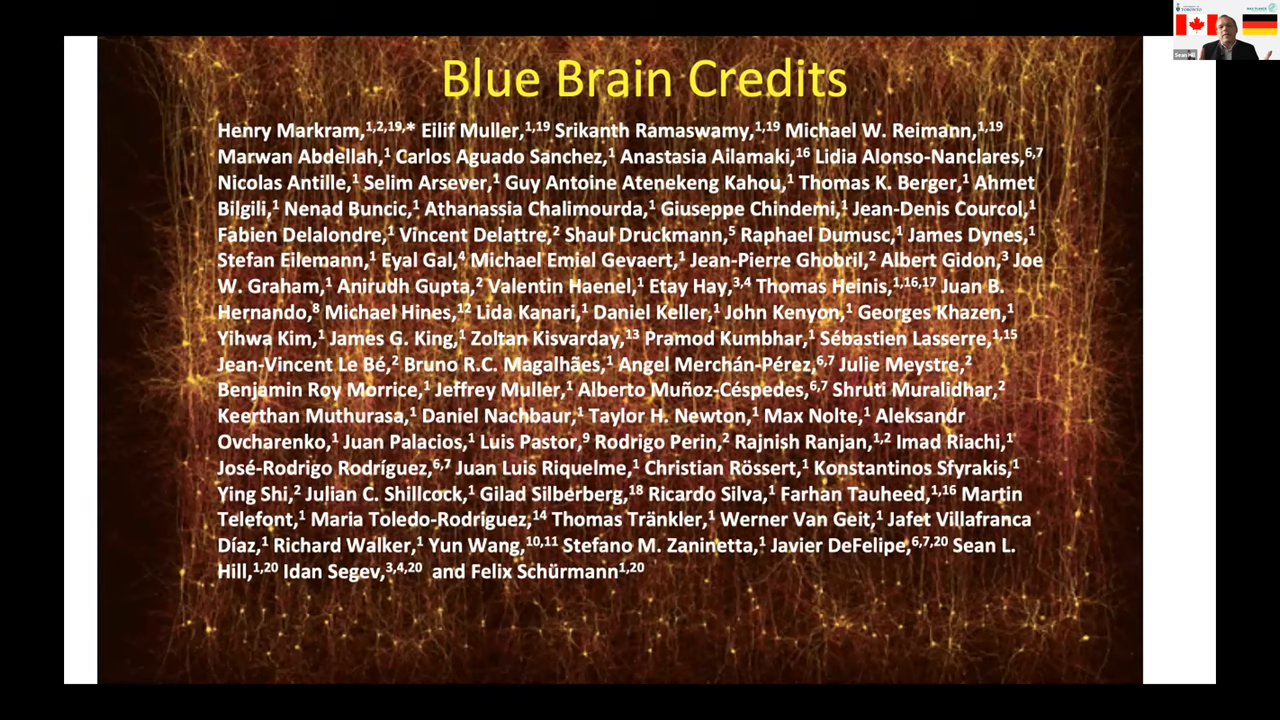 Blue Brain Credits
Henry Markram,1,2,19,* Eilif Muller,1,19 Srikanth Ramaswamy,1,19 Michael W. Reimann,1,19
Marwan Abdellah,1 Carlos Aguado Sanchez,1 Anastasia Ailamaki,16 Lidia Alonso-Nanclares,6,7
Nicolas Antille,1 Selim Arsever,1 Guy Antoine Atenekeng Kahou,1 Thomas K. Berger,1 Ahmet
Bilgili,1 Nenad Buncic,1 Athanassia Chalimourda,1 Giuseppe Chindemi,1 Jean-Denis Courcol,1
Fabien Delalondre,1 Vincent Delattre,2 Shaul Druckmann,5 Raphael Dumusc,1 James Dynes,1
Stefan Eilemann,1 Eyal Gal,4 Michael Emiel Gevaert,1 Jean-Pierre Ghobril,2 Albert Gidon,3 Joe
W. Graham,1 Anirudh Gupta,2 Valentin Haenel,1 Etay Hay,3,4 Thomas Heinis,1,16,17 Juan B.
Hernando,8 Michael Hines,12 Lida Kanari,1 Daniel Keller,1 John Kenyon,1 Georges Khazen,1
Yihwa Kim,1 James G. King,1 Zoltan Kisvarday,13 Pramod Kumbhar,1 Sébastien Lasserre,1,15
Jean-Vincent Le Bé,2 Bruno R.C. Magalhães,1 Angel Merchán-Pérez,6,7 Julie Meystre,2
Benjamin Roy Morrice,1 Jeffrey Muller,1 Alberto Muñoz-Céspedes,6,7 Shruti Muralidhar,2
Keerthan Muthurasa,1 Daniel Nachbaur,1 Taylor H. Newton,1 Max Nolte,1 Aleksandr
Ovcharenko,1 Juan Palacios,1 Luis Pastor,9 Rodrigo Perin,2 Rajnish Ranjan,1,2 Imad Riachi,1
José-Rodrigo Rodríguez,6,7 Juan Luis Riquelme,1 Christian Rössert,1 Konstantinos Sfyrakis,1
Ying Shi,2 Julian C. Shillcock,1 Gilad Silberberg,18 Ricardo Silva,1 Farhan Tauheed,1,16 Martin
Telefont,1 Maria Toledo-Rodriguez,14 Thomas Tränkler,1 Werner Van Geit,1 Jafet Villafranca
Díaz,1 Richard Walker,1 Yun Wang,10,11 Stefano M. Zaninetta,1 Javier DeFelipe,6,7,20 Sean L.
Hill,1,20 Idan Segev,3,4,20 and Felix Schürmann1,20
TORONTO
Sean Hill